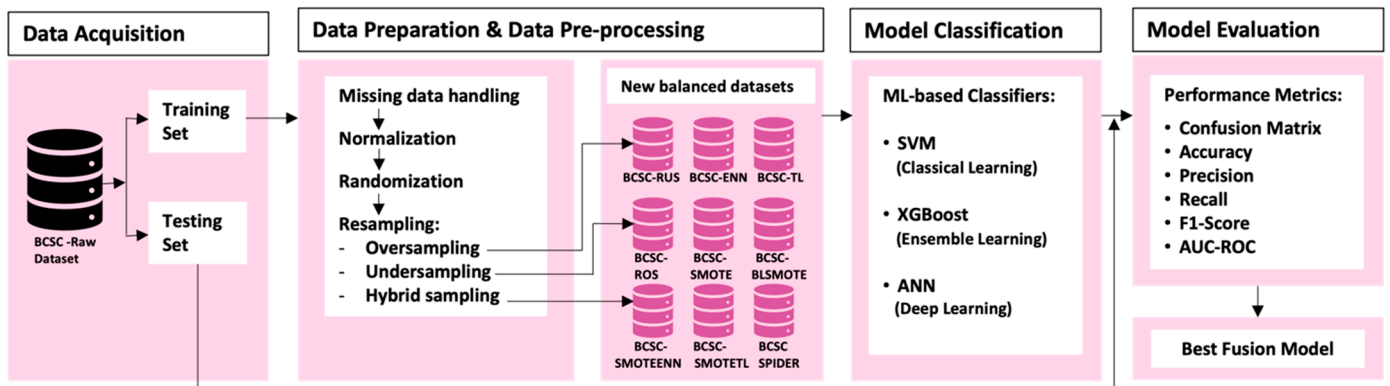 Data Acquisition
BCSC -Raw
Dataset
Training
Set
Testing
Set
Data Preparation & Data Pre-processing
Missing data handling
Normalization
Randomization
Resampling:
- Oversampling
- Undersampling
- Hybrid sampling
New balanced datasets
BCSC-RUS BCSC-ENN BCSC-TL
BCSC- BCSC- BCSC-
ROS SMOTE BLSMOTE
BCSC- BCSC- BCSC
SMOTEENN SMOTETL SPIDER
Model Classification
ML-based Classifiers:
• SVM
(Classical Learning)
• XGBoost
(Ensemble Learning)
• ANN
(Deep Learning)
Model Evaluation
Performance Metrics:
• Confusion Matrix
• Accuracy
• Precision
• Recall
• F1-Score
• AUC-ROC
Best Fusion Model